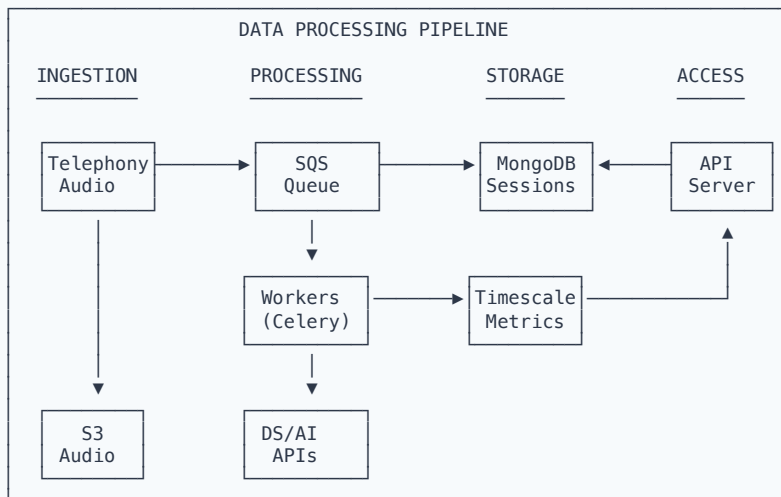 DATA PROCESSING PIPELINE
INGESTION PROCESSING STORAGE ACCESS
Telephony SQS MongoDB API
Audio Queue Sessions Server
Workers Timescale
(Celery) Metrics
S3 DS/AI
Audio APIs